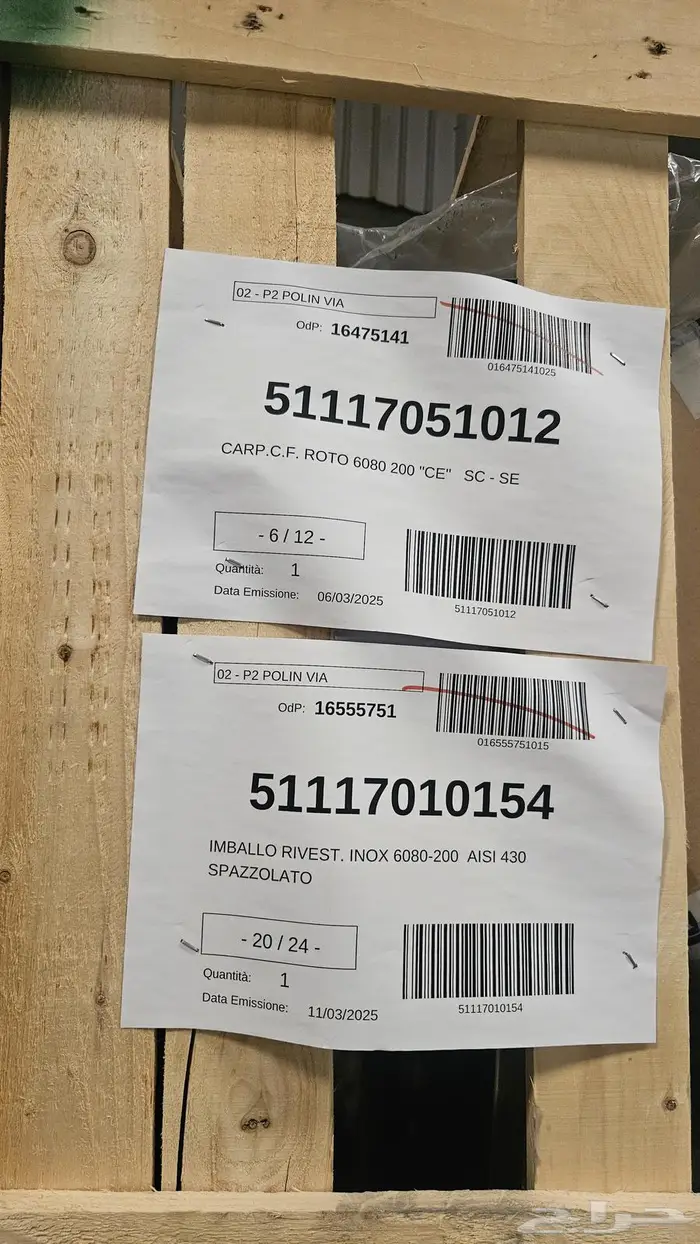 02 - P2 POLIN VIA
OdP: 16475141
016475141025
51117051012
CARP.C.F. ROTO 6080 200 "CE" SC - SE
- 6 / 12 -
Quantità: 1
Data Emissione: 06/03/2025
51117051012
02 - P2 POLIN VIA
OdP: 16555751
016555751015
51117010154
IMBALLO RIVEST. INOX 6080-200 AISI 430
SPAZZOLATO
- 20 / 24 -
Quantità: 1
Data Emissione: 11/03/2025
51117010154
حراج